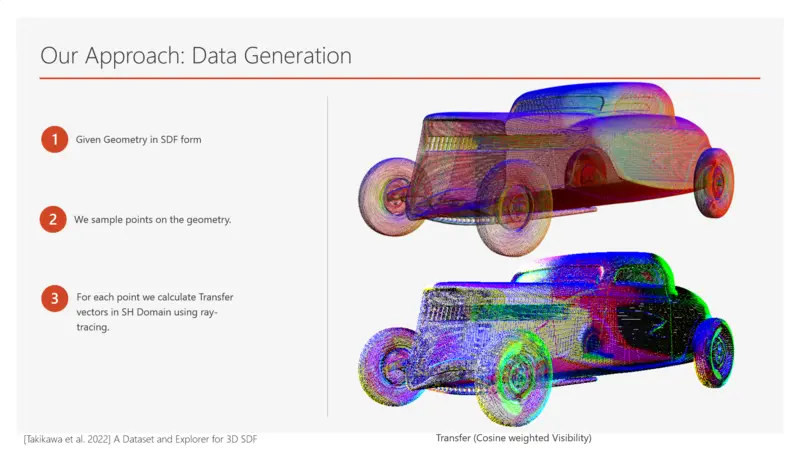 Our Approach: Data Generation
1
Given Geometry in SDF form
2
We sample points on the geometry.
3
For each point we calculate Transfer
vectors in SH Domain using ray-
tracing.
[Takikawa et al. 2022] A Dataset and Explorer for 3D SDF
Transfer (Cosine weighted Visibility)